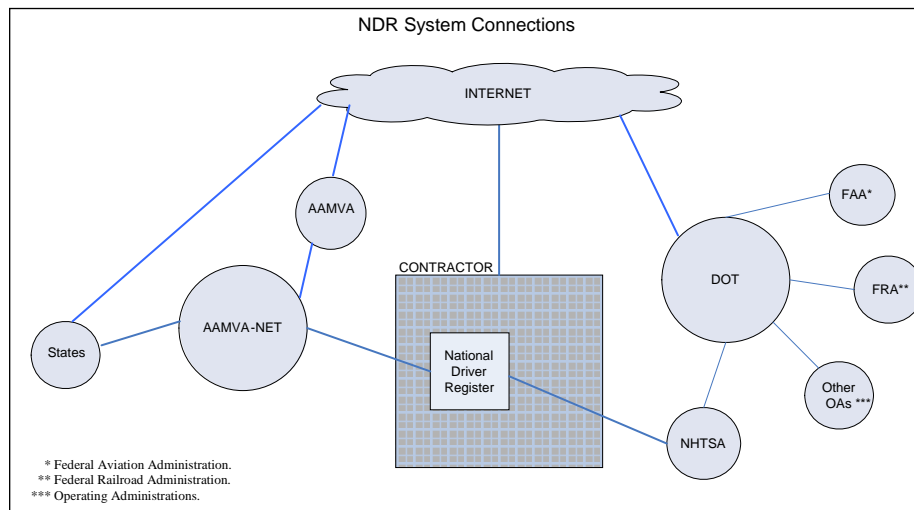 NDR System Connections
INTERNET
AAMVA
FAA*
CONTRACTOR
DOT
FRA**
AAMVA-NET
States
National
Driver
Register
Other
OAs ***
NHTSA
* Federal Aviation Administration.
** Federal Railroad Administration.
*** Operating Administrations.